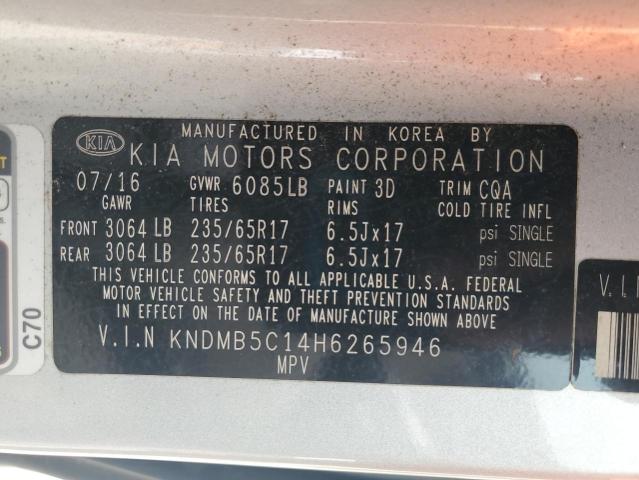 MANUFACTURED IN KOREA BY
KIA KIA MOTORS CORPORATION
07/16 GVWR 6085LB PAINT 3D TRIM CQA
GAWR TIRES RIMS COLD TIRE INFL
FRONT 3064 LB 235/65R17 6.5Jx17 psi SINGLE
REAR 3064 LB 235/65R17 6.5Jx17 psi SINGLE
THIS VEHICLE CONFORMS TO ALL APPLICABLE U.S.A. FEDERAL
MOTOR VEHICLE SAFETY AND THEFT PREVENTION STANDARDS
IN EFFECT ON THE DATE OF MANUFACTURE SHOWN ABOVE
V.I.N KNDMB5C14H6265946
MPV
C70
V.I.N